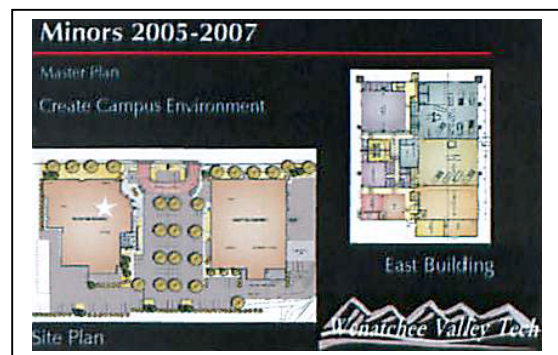 Minors 2005-2007
Master Plan
Create Campus Environment
East Building
Site Plan
Wenatchee Valley Tech